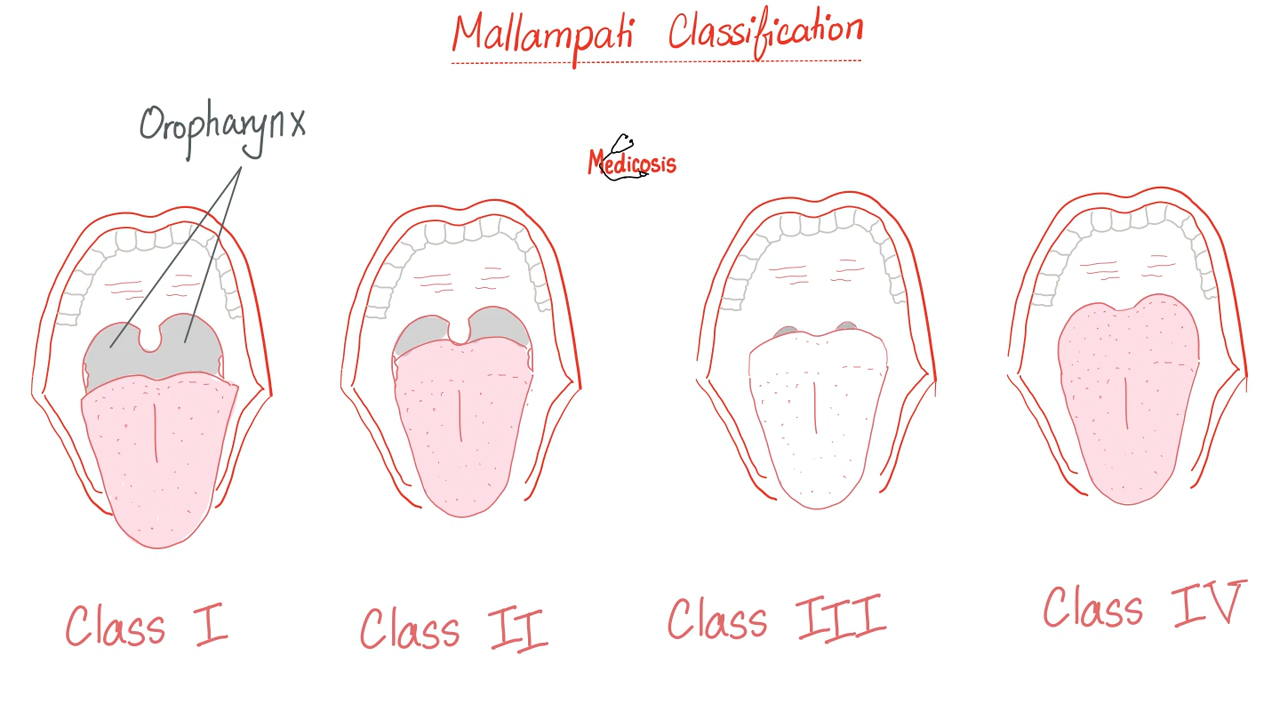 Mallampati Classification
Oropharynx
Medicosis
Class I
Class II
Class III
Class IV